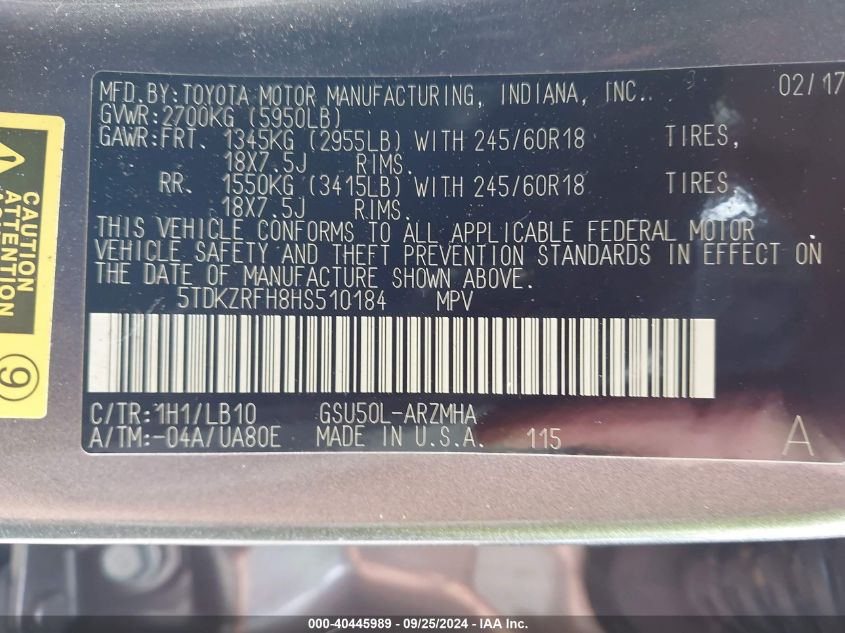 MFD.BY:TOYOTA MOTOR MANUFACTURING, INDIANA, INC. 02/17
GVWR:2700KG (5950LB)
GAWR:FRT. 1345KG (2955LB) WITH 245/60R18 TIRES,
18X7.5J RIMS.
RR. 1550KG (3415LB) WITH 245/60R18 TIRES,
18X7.5J RIMS.
THIS VEHICLE CONFORMS TO ALL APPLICABLE FEDERAL MOTOR
VEHICLE SAFETY AND THEFT PREVENTION STANDARDS IN EFFECT ON
THE DATE OF MANUFACTURE SHOWN ABOVE.
5TDKZRFH8HS510184 MPV
C/TR:1H1/LB10 GSU50L-ARZMHA
A/TM:-04A/UA80E MADE IN U.S.A. 115 A
CAUTION
ATTENTION
9
000-40445989 - 09/25/2024 - IAA Inc.